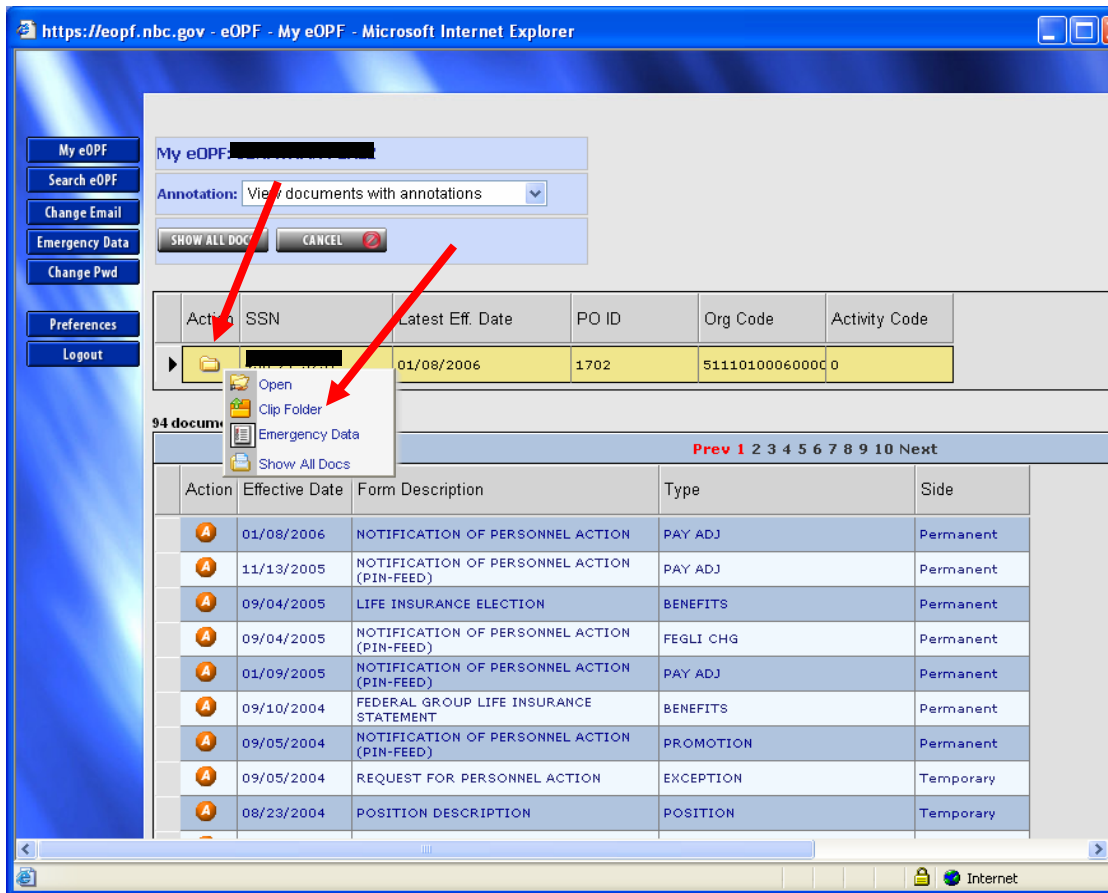 https://eopf.nbc.gov - eOPF - My eOPF - Microsoft Internet Explorer
My eOPF
Search eOPF
Change Email
Emergency Data
Change Pwd
Preferences
Logout
My eOPF:
Annotation: View documents with annotations
SHOW ALL DOCS CANCEL
Action SSN Latest Eff. Date PO ID Org Code Activity Code
01/08/2006 1702 511101000600000 0
Open
Clip Folder
Emergency Data
Show All Docs
94
Prev 1 2 3 4 5 6 7 8 9 10 Next
Action Effective Date Form Description Type Side
A 01/08/2006 NOTIFICATION OF PERSONNEL ACTION PAY ADJ Permanent
A 11/13/2005 NOTIFICATION OF PERSONNEL ACTION (PIN-FEED) PAY ADJ Permanent
A 09/04/2005 LIFE INSURANCE ELECTION BENEFITS Permanent
A 09/04/2005 NOTIFICATION OF PERSONNEL ACTION (PIN-FEED) FEGLI CHG Permanent
A 01/09/2005 NOTIFICATION OF PERSONNEL ACTION (PIN-FEED) PAY ADJ Permanent
A 09/10/2004 FEDERAL GROUP LIFE INSURANCE STATEMENT BENEFITS Permanent
A 09/05/2004 NOTIFICATION OF PERSONNEL ACTION (PIN-FEED) PROMOTION Permanent
A 09/05/2004 REQUEST FOR PERSONNEL ACTION EXCEPTION Temporary
A 08/23/2004 POSITION DESCRIPTION POSITION Temporary
Internet